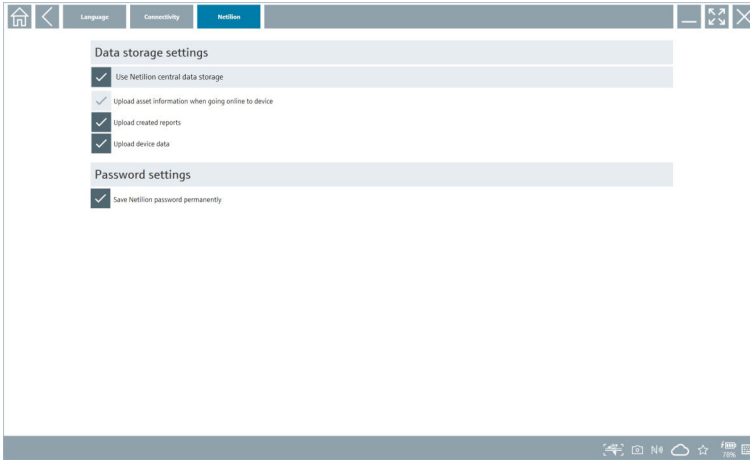 Language
Connectivity
Netilion
Data storage settings
Use Netilion central data storage
Upload asset information when going online to device
Upload created reports
Upload device data
Password settings
Save Netilion password permanently
78%